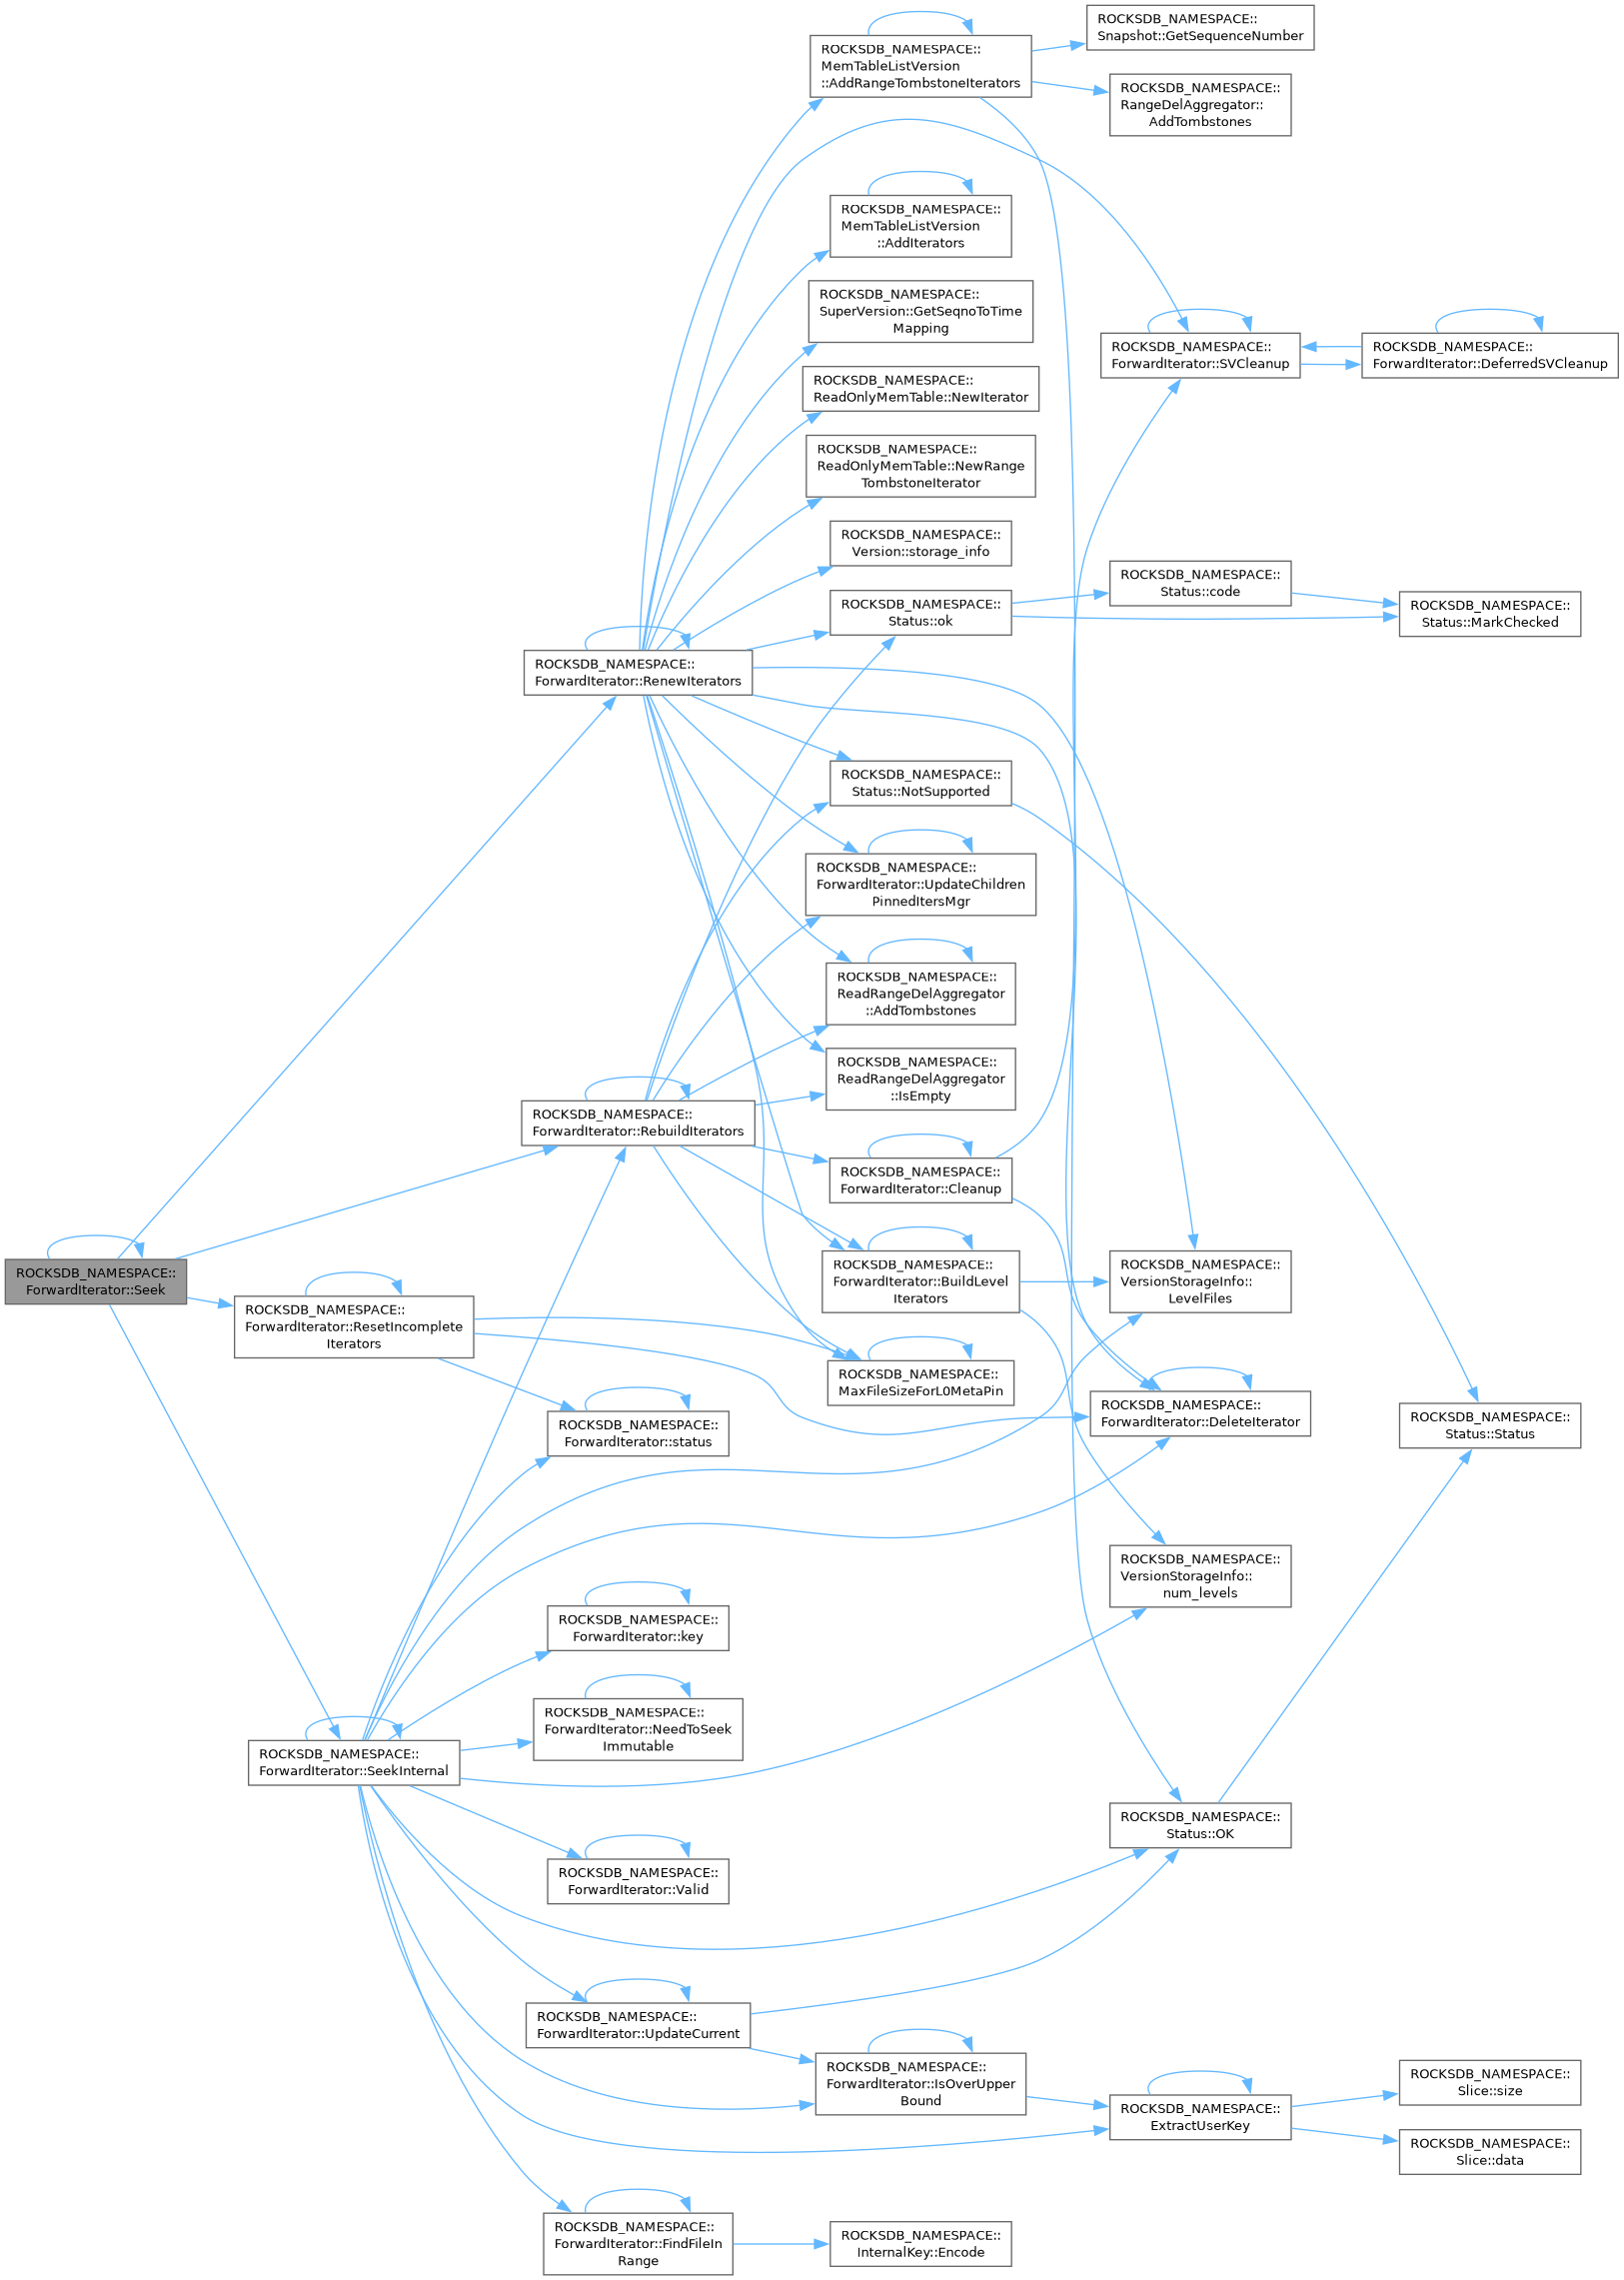 ROCKSDB_NAMESPACE::
Snapshot::GetSequenceNumber
ROCKSDB_NAMESPACE::
MemTableListVersion
::AddRangeTombstoneIterators
ROCKSDB_NAMESPACE::
RangeDelAggregator::
AddTombstones
ROCKSDB_NAMESPACE::
MemTableListVersion
::AddIterators
ROCKSDB_NAMESPACE::
SuperVersion::GetSeqnoToTime
Mapping
ROCKSDB_NAMESPACE::
ForwardIterator::SVCleanup
ROCKSDB_NAMESPACE::
ForwardIterator::DeferredSVCleanup
ROCKSDB_NAMESPACE::
ReadOnlyMemTable::NewIterator
ROCKSDB_NAMESPACE::
ReadOnlyMemTable::NewRange
TombstoneIterator
ROCKSDB_NAMESPACE::
Version::storage_info
ROCKSDB_NAMESPACE::
Status::code
ROCKSDB_NAMESPACE::
Status::ok
ROCKSDB_NAMESPACE::
Status::MarkChecked
ROCKSDB_NAMESPACE::
ForwardIterator::RenewIterators
ROCKSDB_NAMESPACE::
Status::NotSupported
ROCKSDB_NAMESPACE::
ForwardIterator::UpdateChildren
PinnedItersMgr
ROCKSDB_NAMESPACE::
ReadRangeDelAggregator
::AddTombstones
ROCKSDB_NAMESPACE::
ReadRangeDelAggregator
::IsEmpty
ROCKSDB_NAMESPACE::
ForwardIterator::RebuildIterators
ROCKSDB_NAMESPACE::
ForwardIterator::Cleanup
ROCKSDB_NAMESPACE::
ForwardIterator::Seek
ROCKSDB_NAMESPACE::
ForwardIterator::BuildLevel
Iterators
ROCKSDB_NAMESPACE::
VersionStorageInfo::
LevelFiles
ROCKSDB_NAMESPACE::
ForwardIterator::ResetIncomplete
Iterators
ROCKSDB_NAMESPACE::
MaxFileSizeForL0MetaPin
ROCKSDB_NAMESPACE::
ForwardIterator::DeleteIterator
ROCKSDB_NAMESPACE::
Status::Status
ROCKSDB_NAMESPACE::
ForwardIterator::status
ROCKSDB_NAMESPACE::
VersionStorageInfo::
num_levels
ROCKSDB_NAMESPACE::
ForwardIterator::key
ROCKSDB_NAMESPACE::
ForwardIterator::NeedToSeek
Immutable
ROCKSDB_NAMESPACE::
ForwardIterator::SeekInternal
ROCKSDB_NAMESPACE::
Status::OK
ROCKSDB_NAMESPACE::
ForwardIterator::Valid
ROCKSDB_NAMESPACE::
ForwardIterator::UpdateCurrent
ROCKSDB_NAMESPACE::
ForwardIterator::IsOverUpper
Bound
ROCKSDB_NAMESPACE::
Slice::size
ROCKSDB_NAMESPACE::
ExtractUserKey
ROCKSDB_NAMESPACE::
Slice::data
ROCKSDB_NAMESPACE::
ForwardIterator::FindFileIn
Range
ROCKSDB_NAMESPACE::
InternalKey::Encode